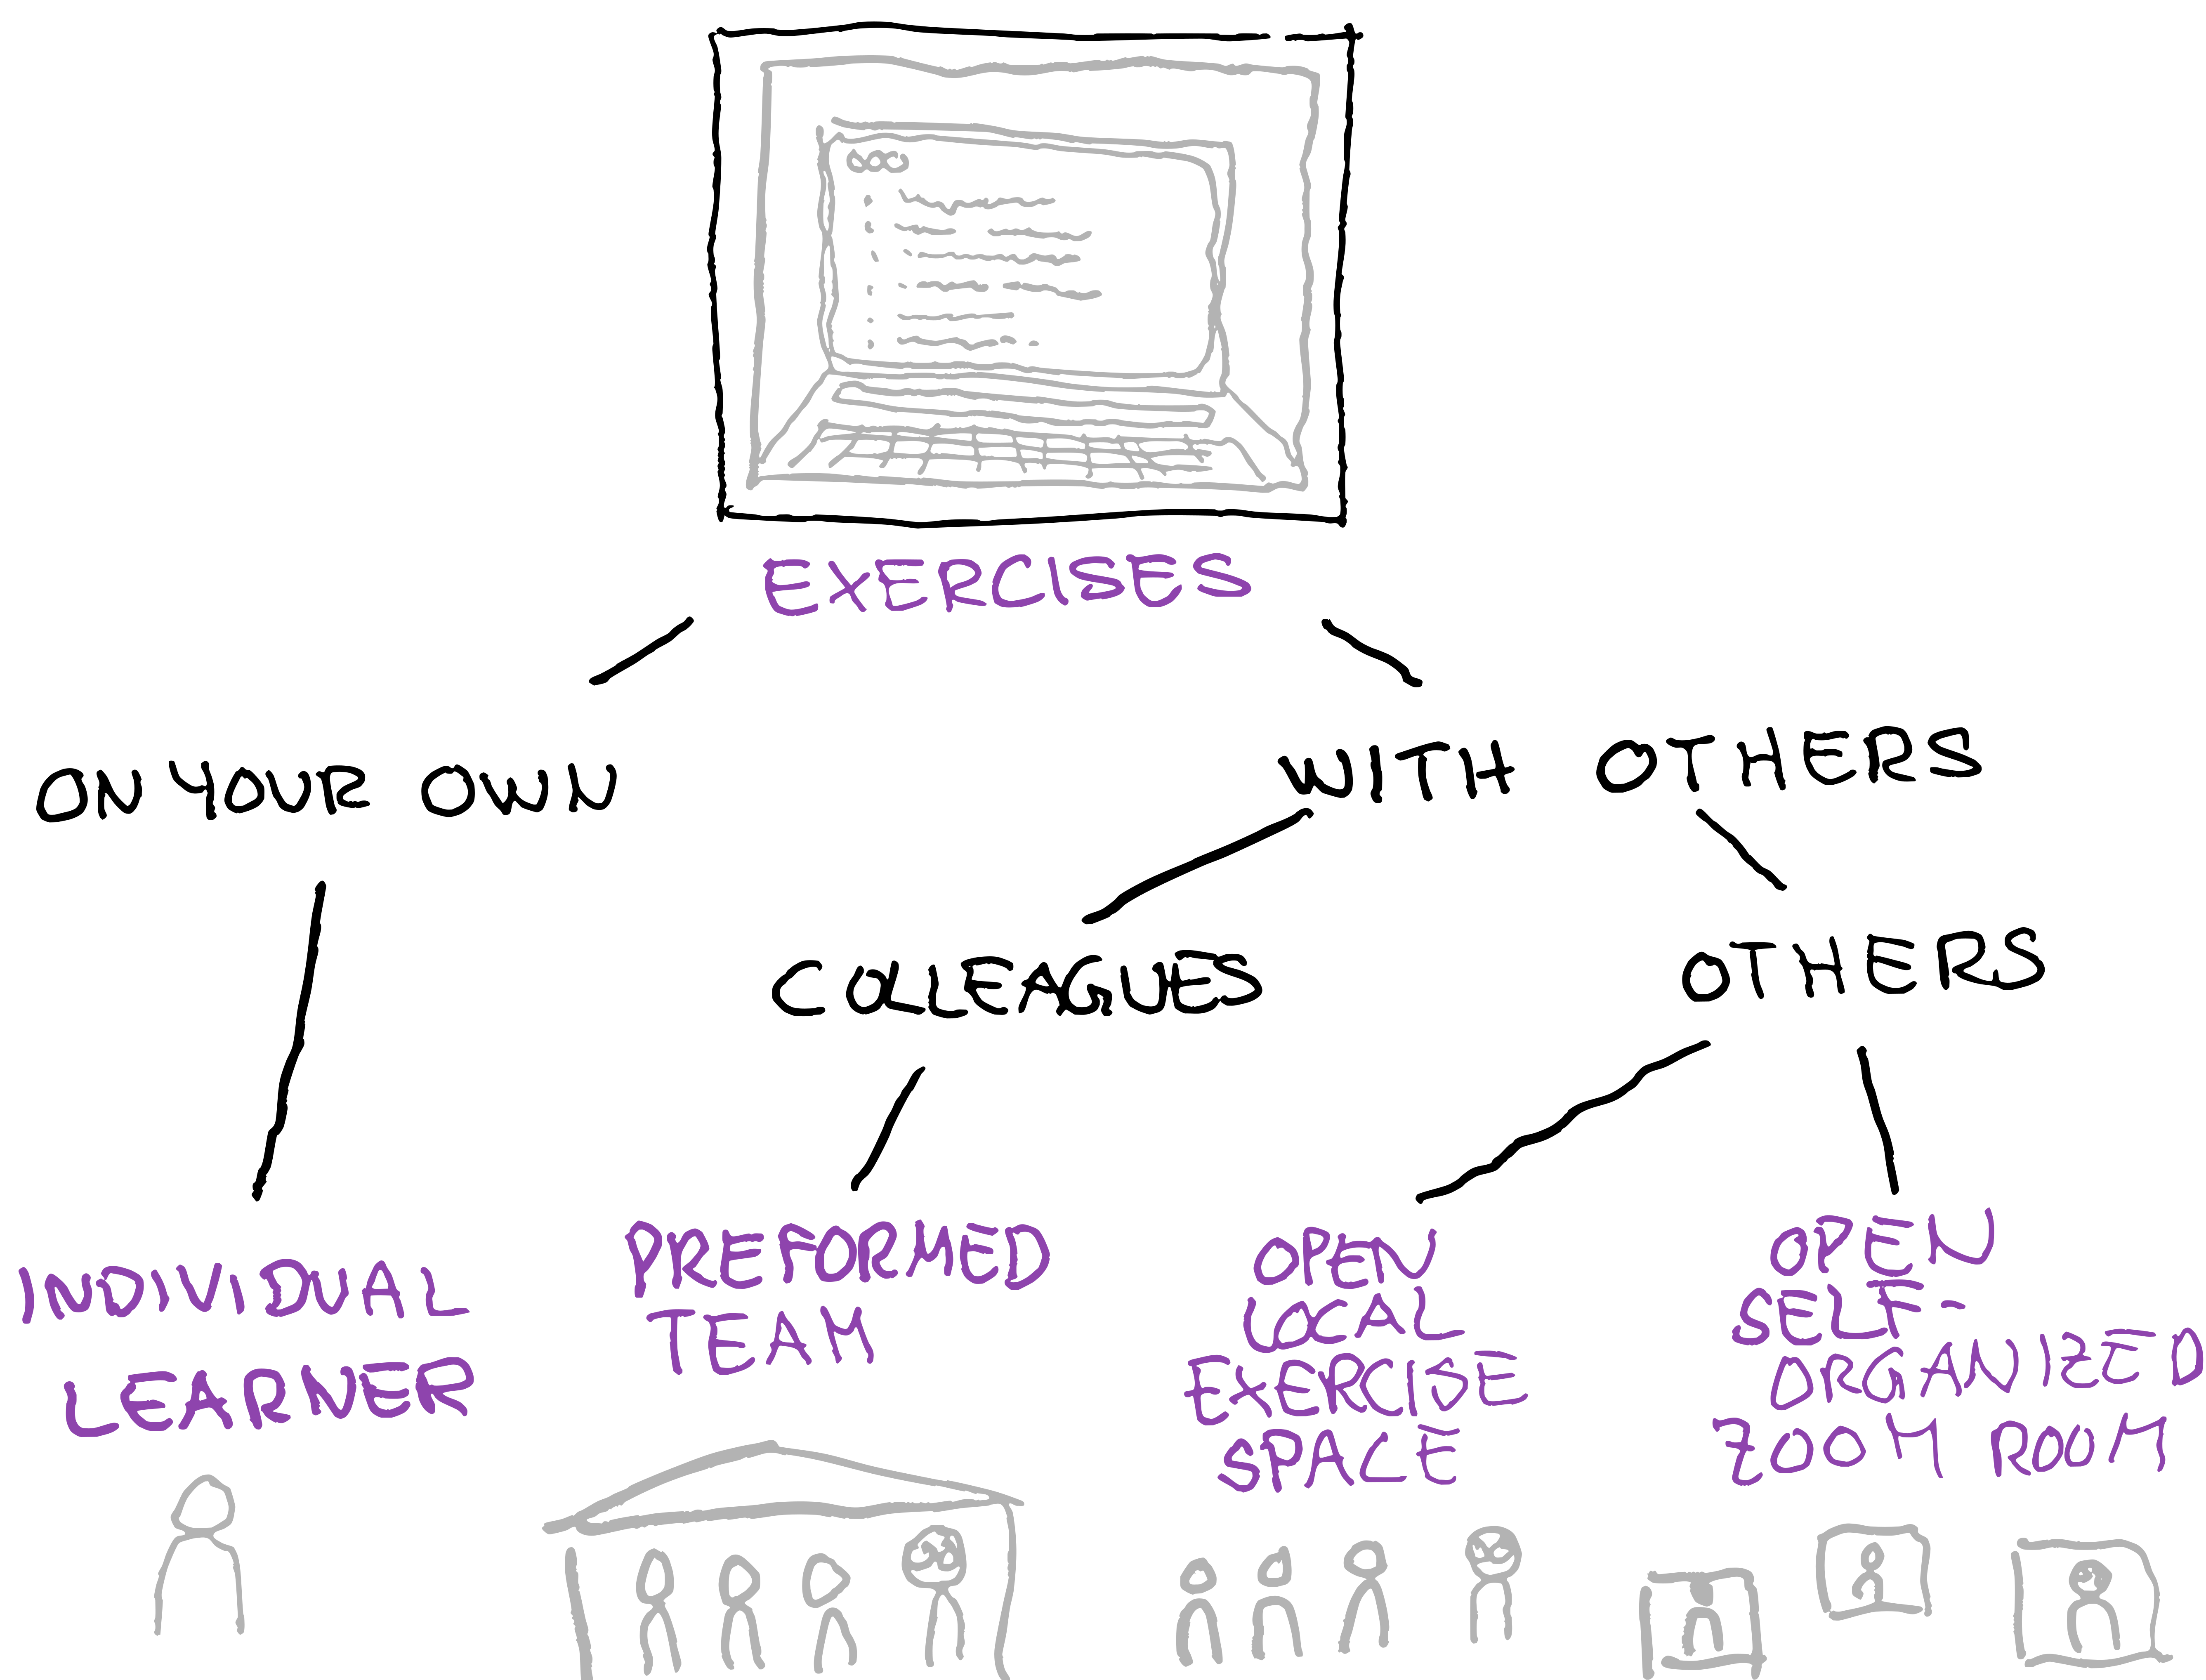 EXERCISES
ON YOUR OWN
WITH OTHERS
COLLEAGUES
OTHERS
INDIVIDUAL
LEARNER
PREFORMED
TEAM
OPEN
LOCAL
EXERCISE
SPACE
OPEN
SELF-
ORGANIZED
ZOOM ROOM